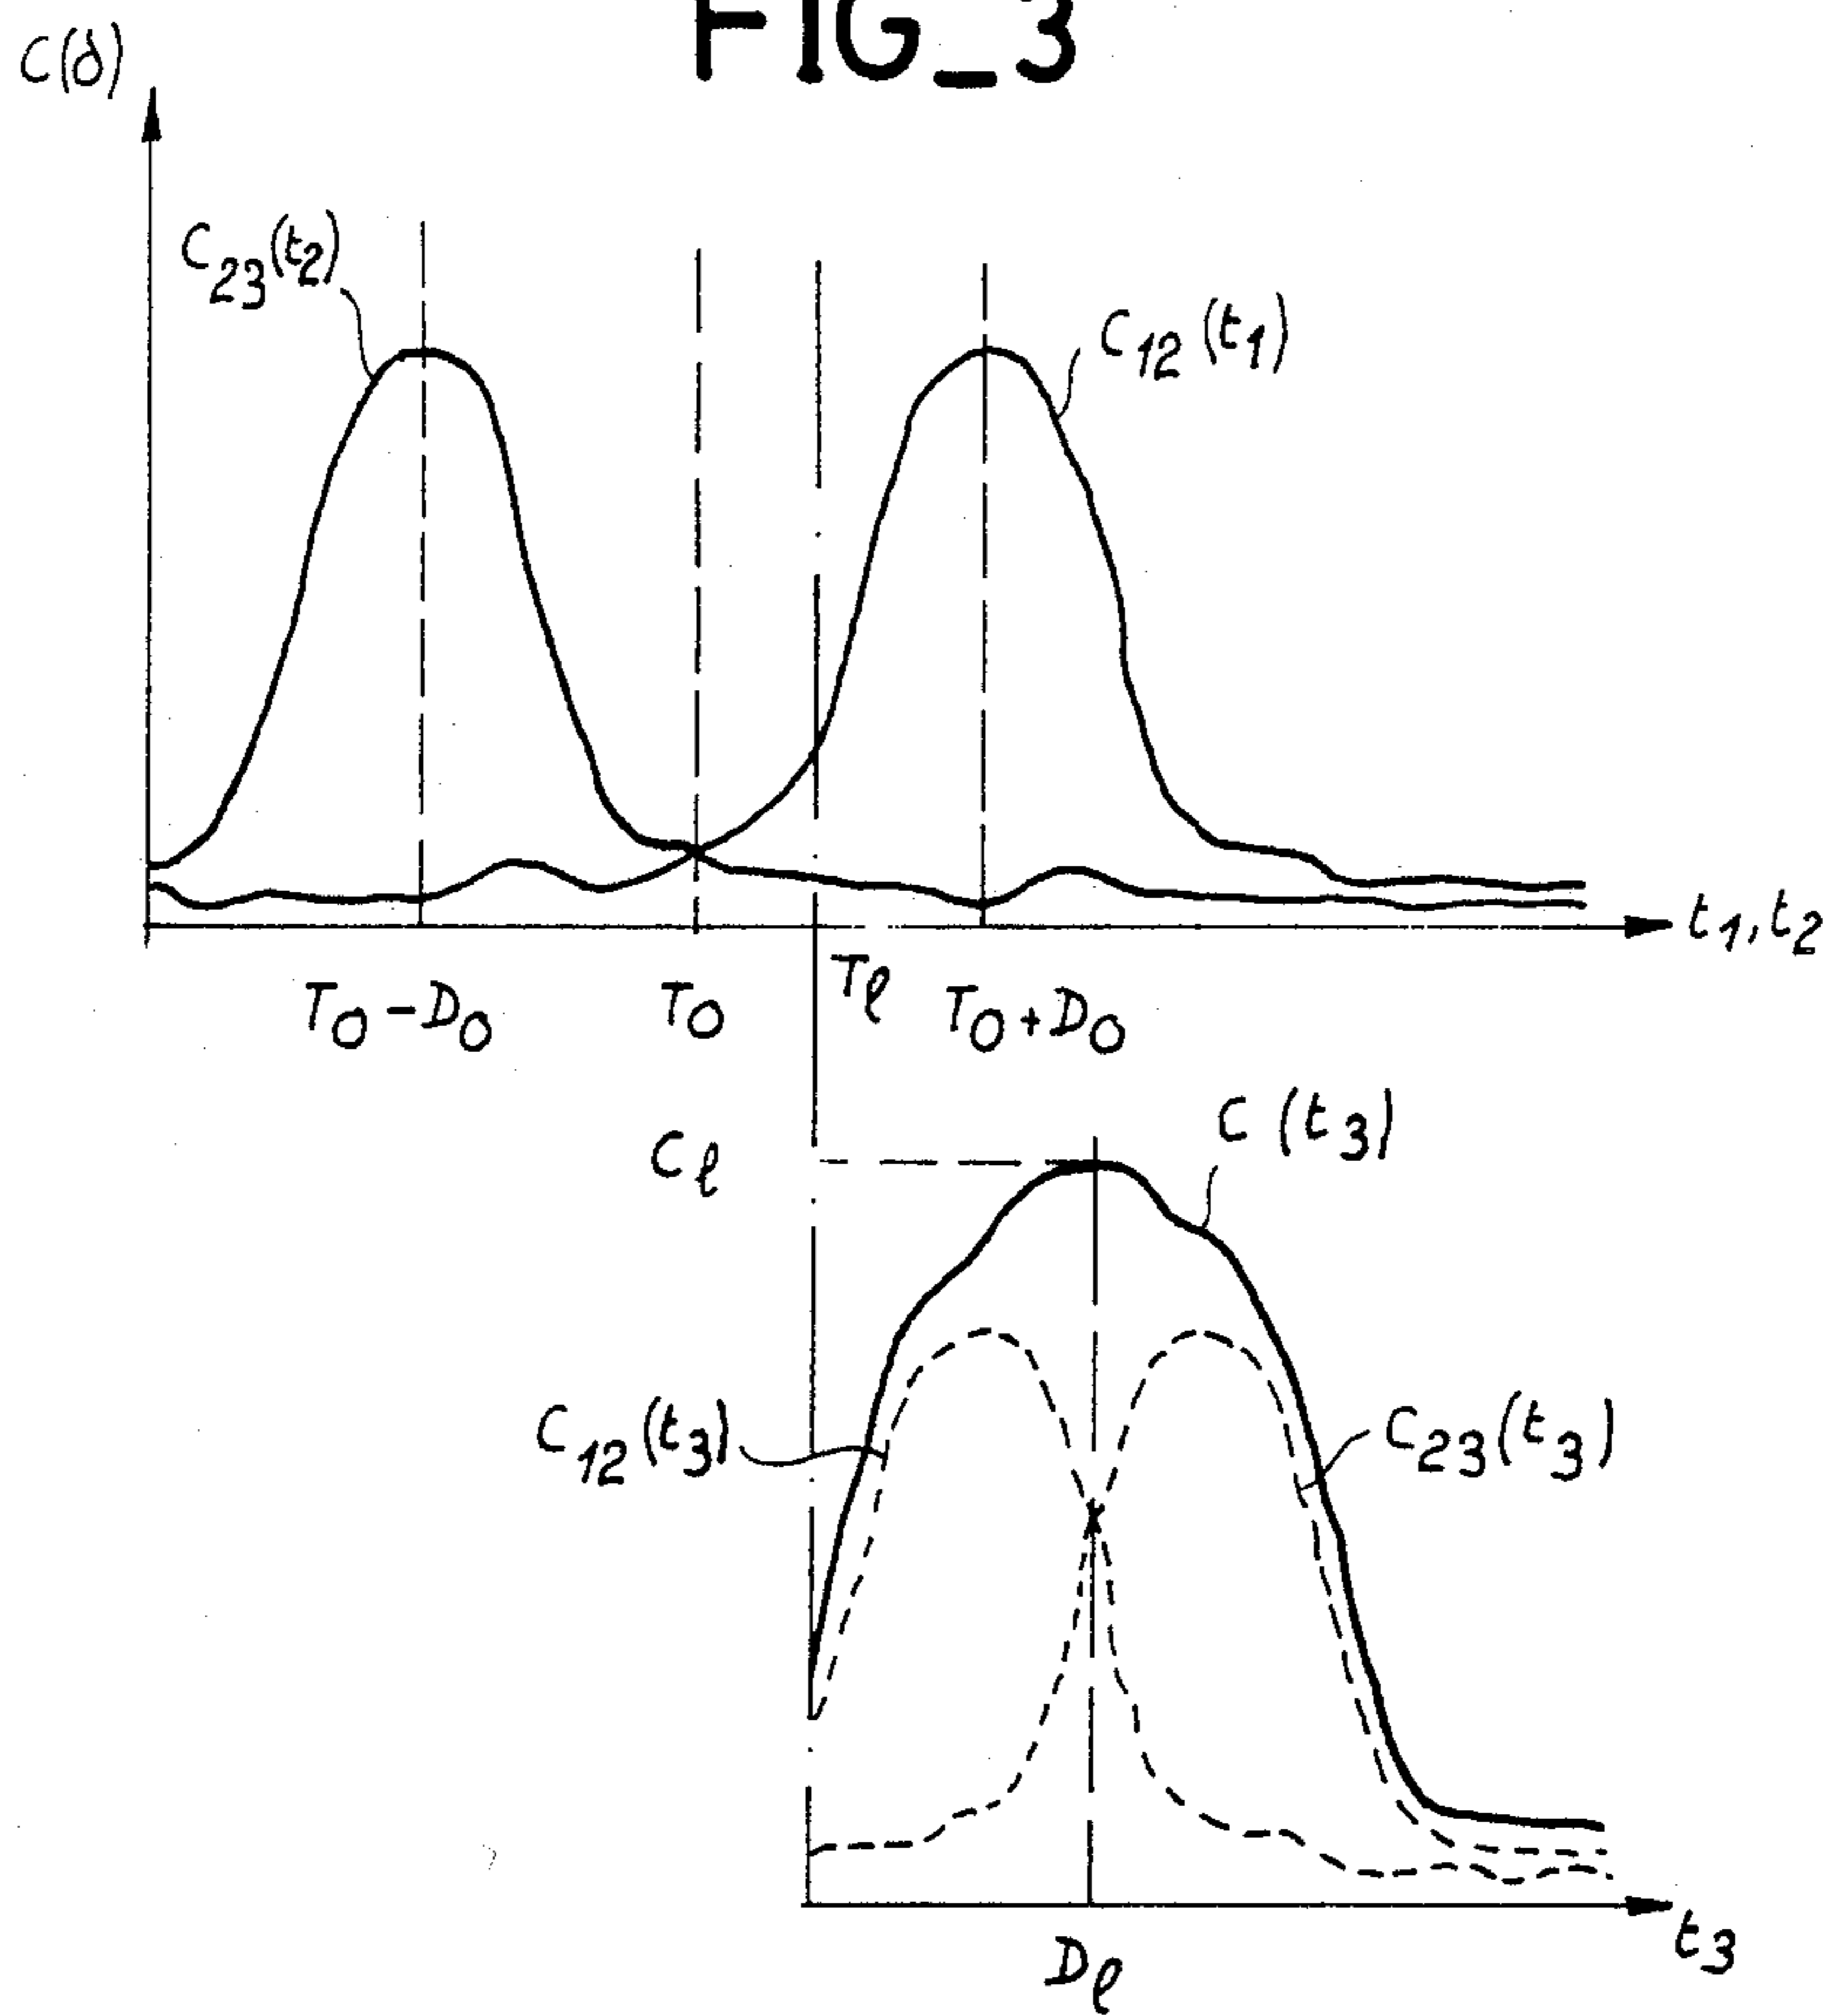 FIG_3
C(d)
C23(t2)
C12(t1)
t1,t2
T0-D0
T0
Tℓ
T0+D0
Cℓ
C(t3)
C12(t3)
C23(t3)
t3
Dℓ